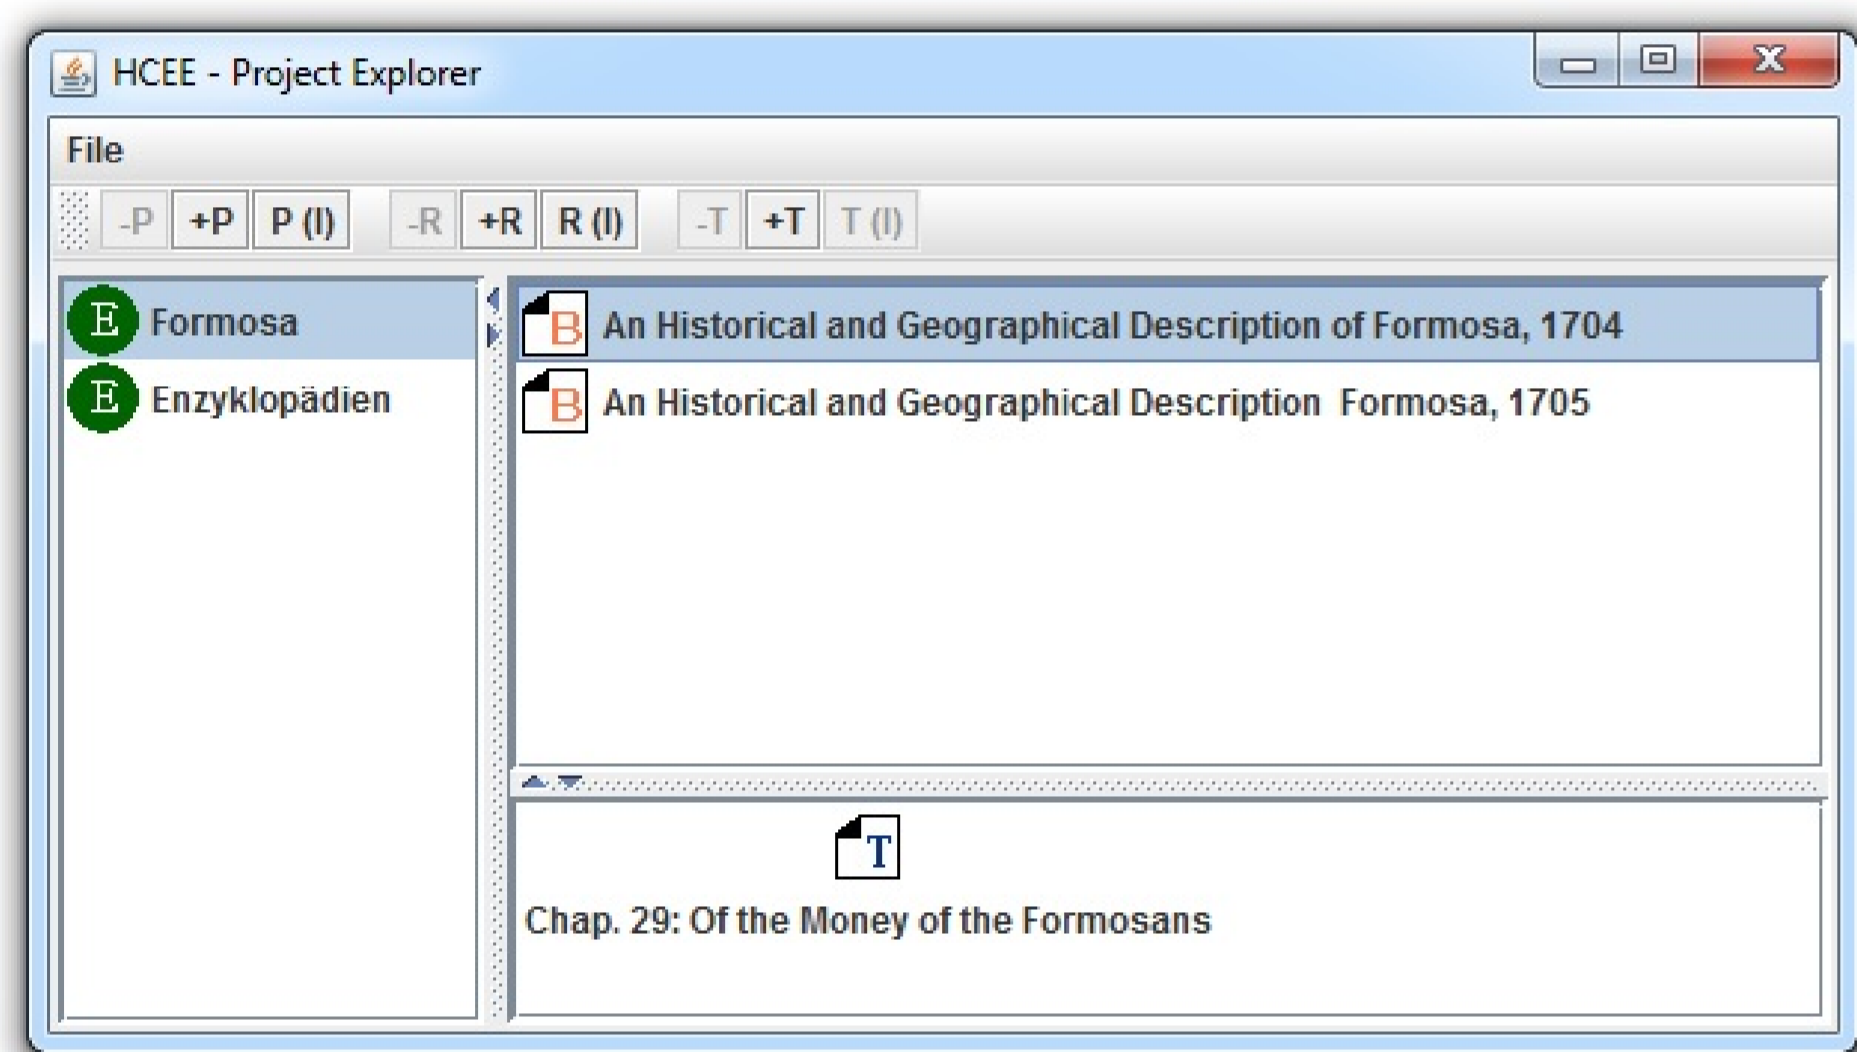 HCEE - Project Explorer
File
-P +P P (I) -R +R R (I) -T +T T (I)
E Formosa
E Enzyklopädien
B An Historical and Geographical Description of Formosa, 1704
B An Historical and Geographical Description  Formosa, 1705
T
Chap. 29: Of the Money of the Formosans